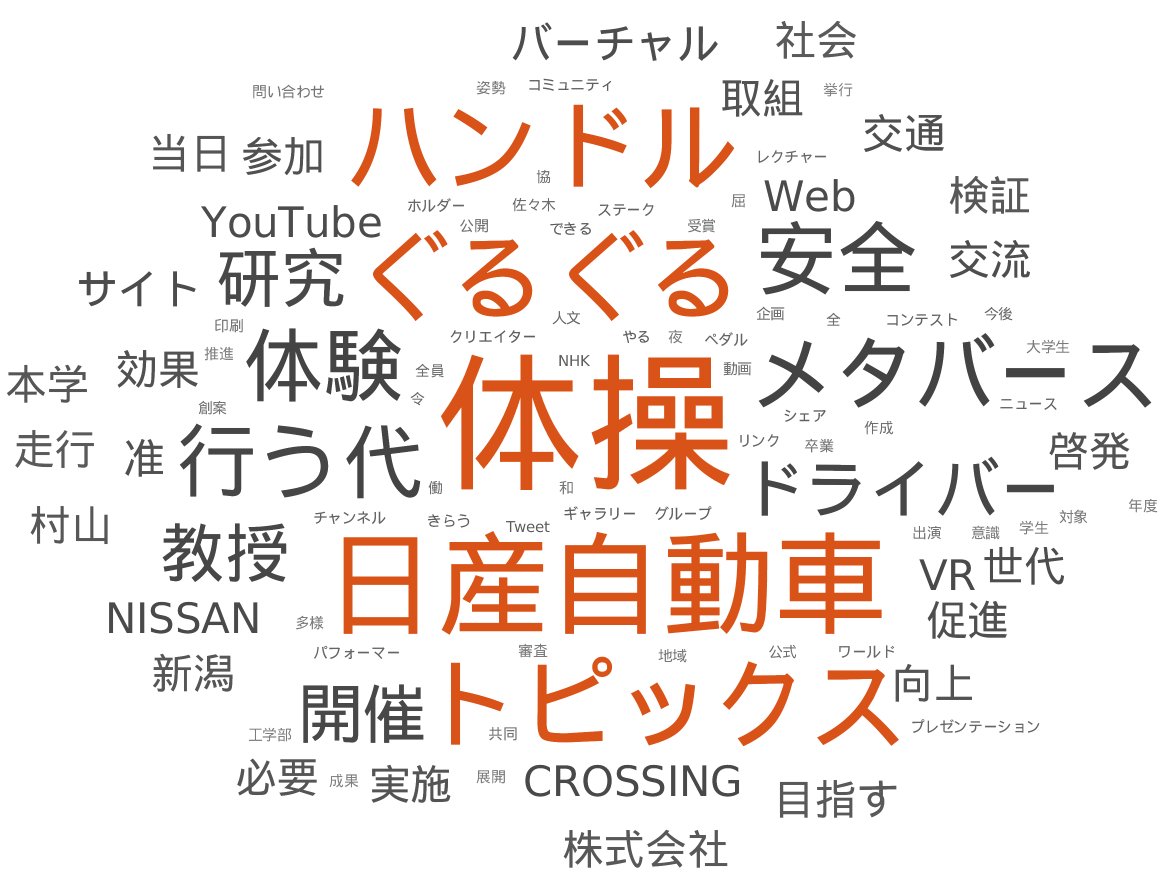 バーチャル 社会
問い合わせ 姿勢 コミュニティ 取組 挙行
ハンドル
当日 参加 交通
協 レクチャー
YouTube ホルダー 佐々木 ステーク 屈 Web 検証
公開 できる 受賞
サイト 研究 ぐるぐる 安全 交流
印刷 人文 企画 全 コンテスト 今後
推進 クリエイター やる 夜 ペダル 大学生
本学 効果 体験 全員 NHK 動画 メタバース
創案 令 体操 シェア ニュース
走行 准 行う 代 リンク 卒業 作成 啓発
働 和 ドライバー
村山 チャンネル きらう Tweet ギャラリー グループ 出演 意識 学生 対象 年度
教授 日産自動車 VR 世代
NISSAN 多様 促進
新潟 パフォーマー 審査 地域 公式 ワールド
開催 トピックス 向上
工学部 共同 プレゼンテーション
必要 成果 実施 展開 CROSSING 目指す
株式会社